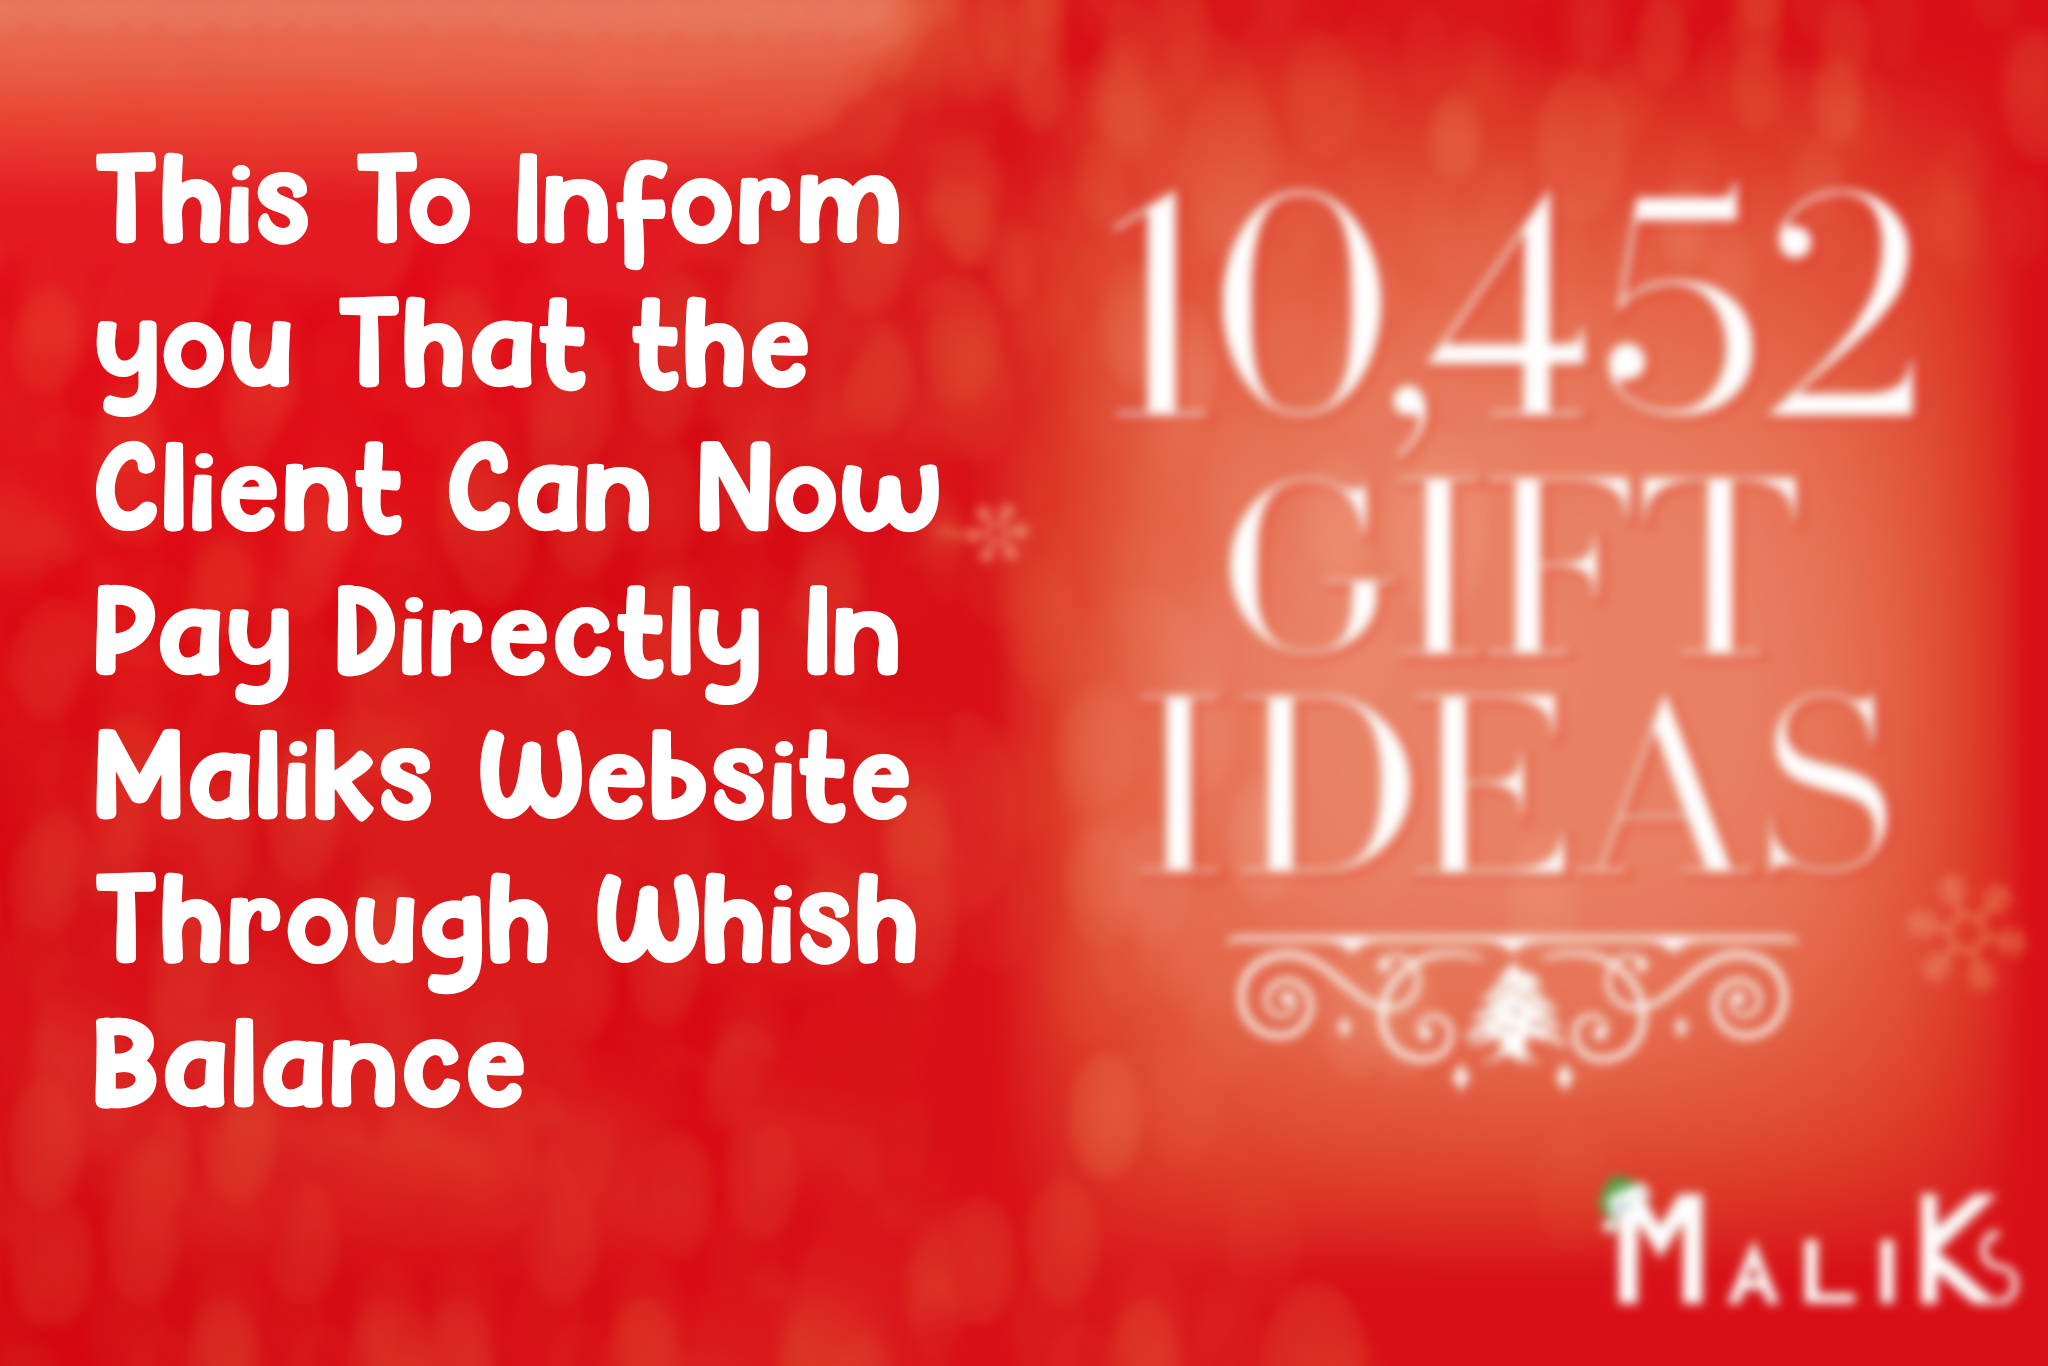 This To Inform
you That the
Client Can Now
Pay Directly In
Maliks Website
Through Whish
Balance
10,452
GIFT
IDEAS
MALIKS